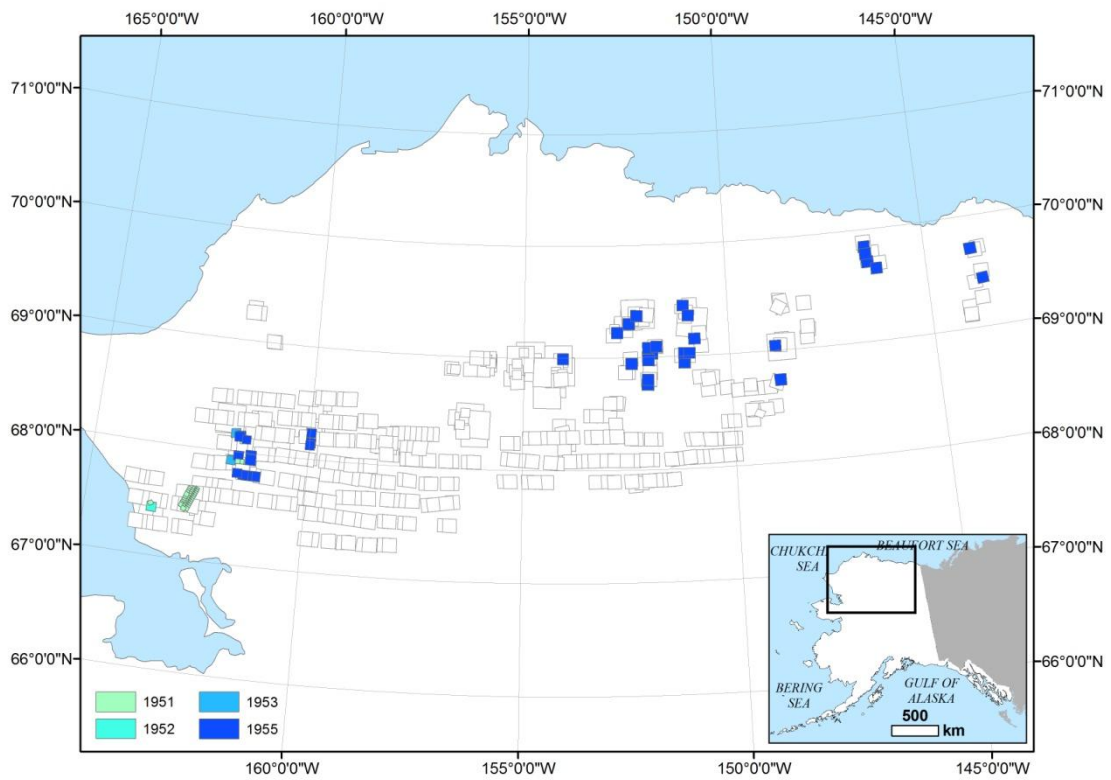 165°0'0"W 160°0'0"W 155°0'0"W 150°0'0"W 145°0'0"W
71°0'0"N 71°0'0"N
70°0'0"N 70°0'0"N
69°0'0"N 69°0'0"N
68°0'0"N 68°0'0"N
67°0'0"N 67°0'0"N
66°0'0"N 66°0'0"N
1951 1953
1952 1955
CHUKCH BEAUFORT SEA
SEA
BERING
SEA
GULF OF
ALASKA
500
km
160°0'0"W 155°0'0"W 150°0'0"W 145°0'0"W